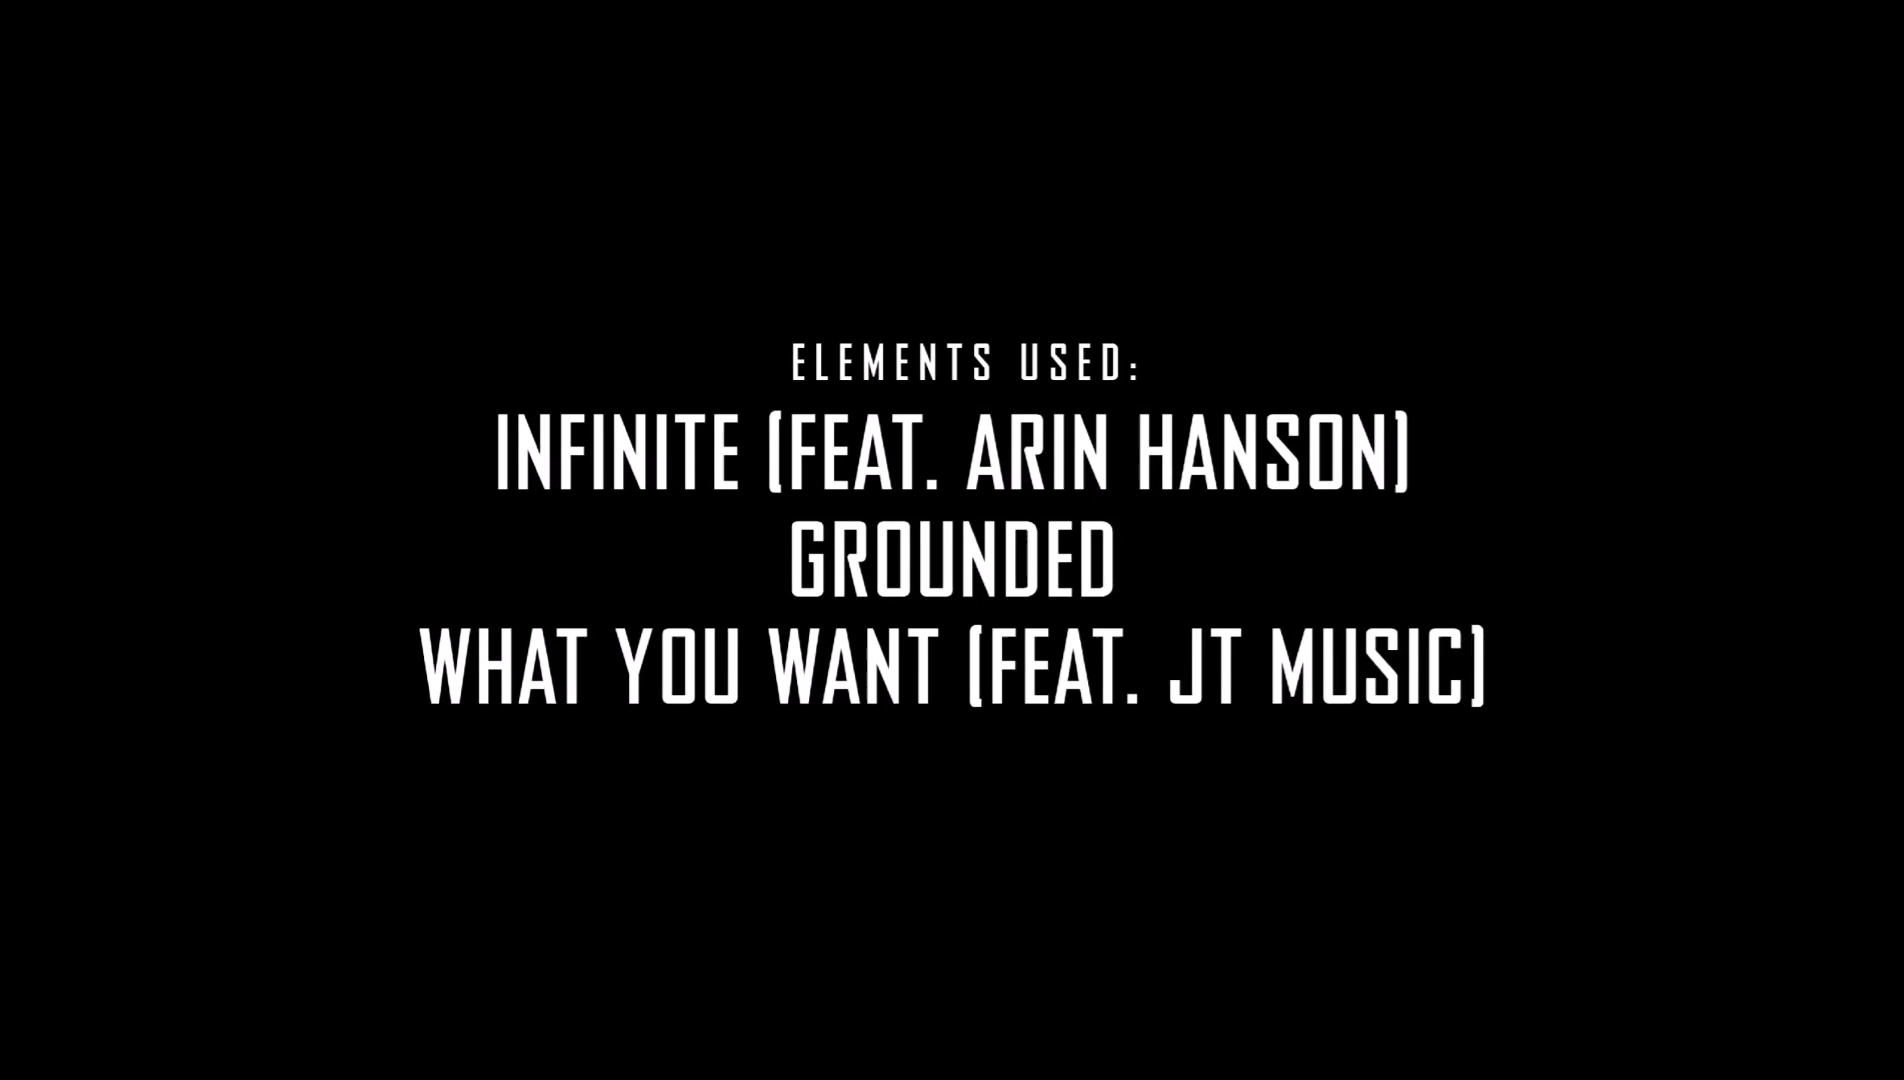 ELEMENTS USED:
INFINITE (FEAT. ARIN HANSON)
GROUNDED
WHAT YOU WANT (FEAT. JT MUSIC)